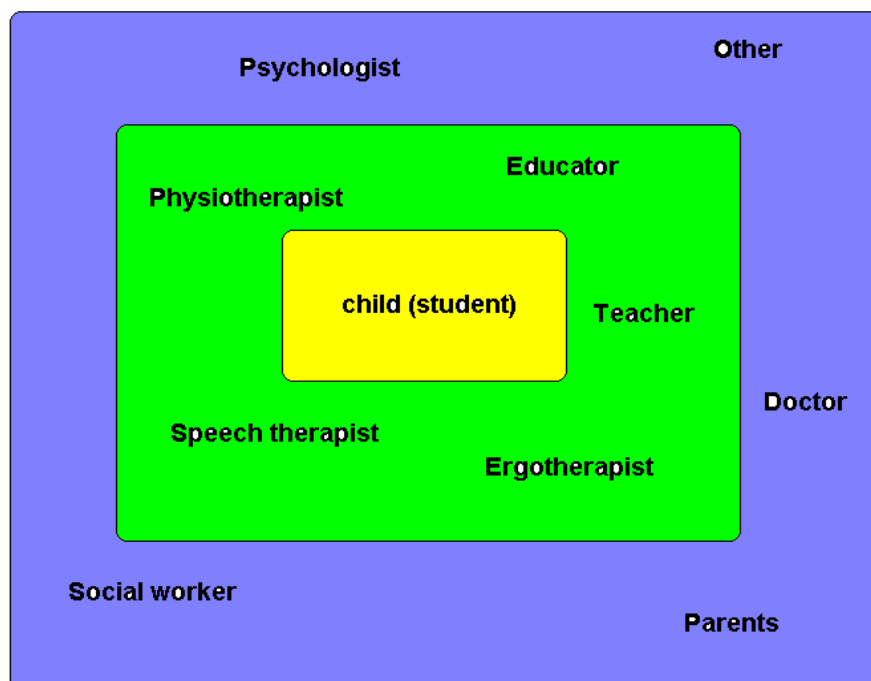 Other
Psychologist
Educator
Physiotherapist
child (student)
Teacher
Doctor
Speech therapist
Ergotherapist
Social worker
Parents